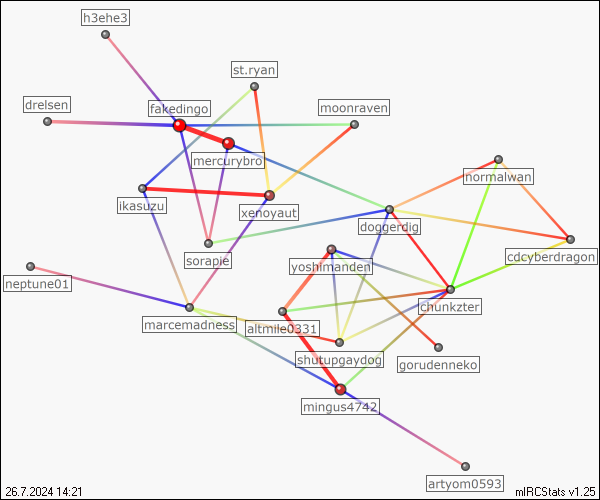 h3ehe3
st.ryan
drelsen
fakedingo
moonraven
mercurybro
normalwan
ikasuzu
xenoyaut
doggerdig
sorapie
cdcyberdragon
yoshimanden
neptune01
chunkzter
marcemadness
altmile0331
shutupgaydog
gorudenneko
mingus4742
artyom0593
26.7.2024 14:21
mIRCStats v1.25